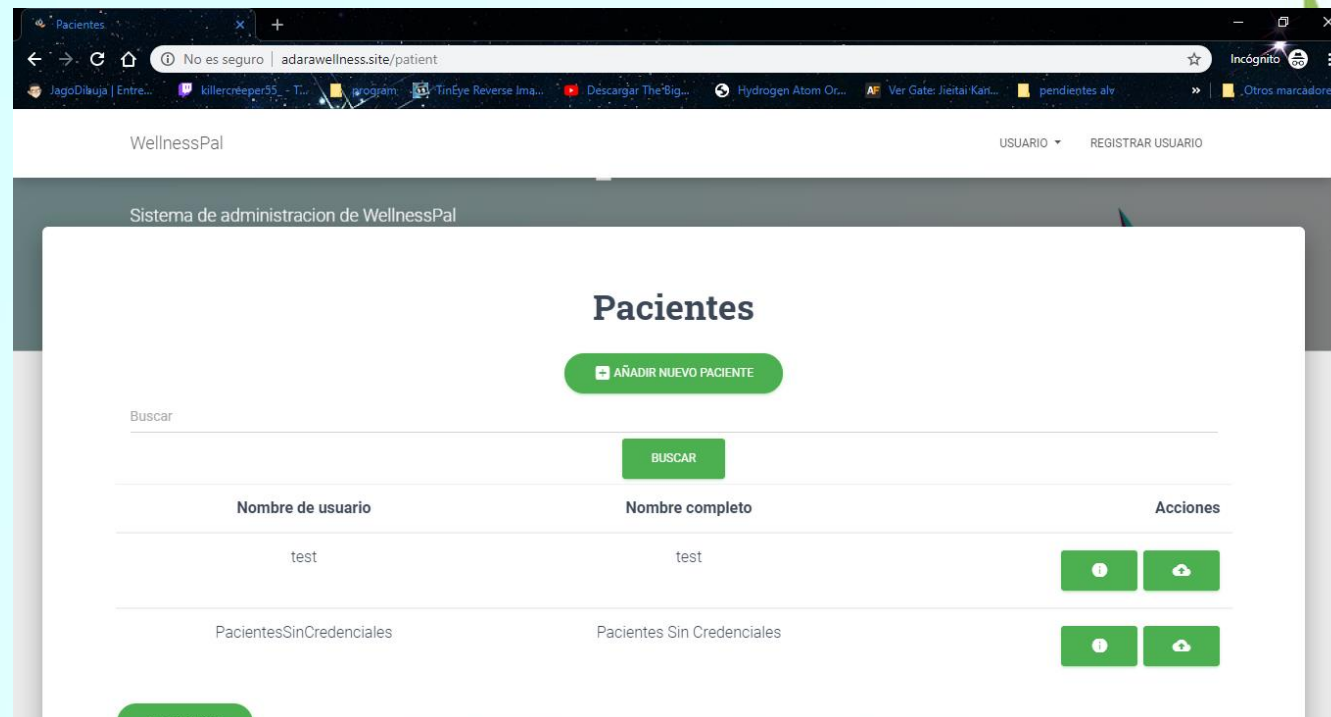 Pacientes
No es seguro | adarawellness.site/patient
Incógnito
JagoDibuja | Entre... killercreeper55_ - T... program TinEye Reverse Ima... Descargar The Big... Hydrogen Atom Or... Ver Gate: Jieitai Kan... pendientes alv » Otros marcadore
WellnessPal USUARIO REGISTRAR USUARIO
Sistema de administracion de WellnessPal
Pacientes
AÑADIR NUEVO PACIENTE
Buscar
BUSCAR
Nombre de usuario Nombre completo Acciones
test test
PacientesSinCredenciales Pacientes Sin Credenciales